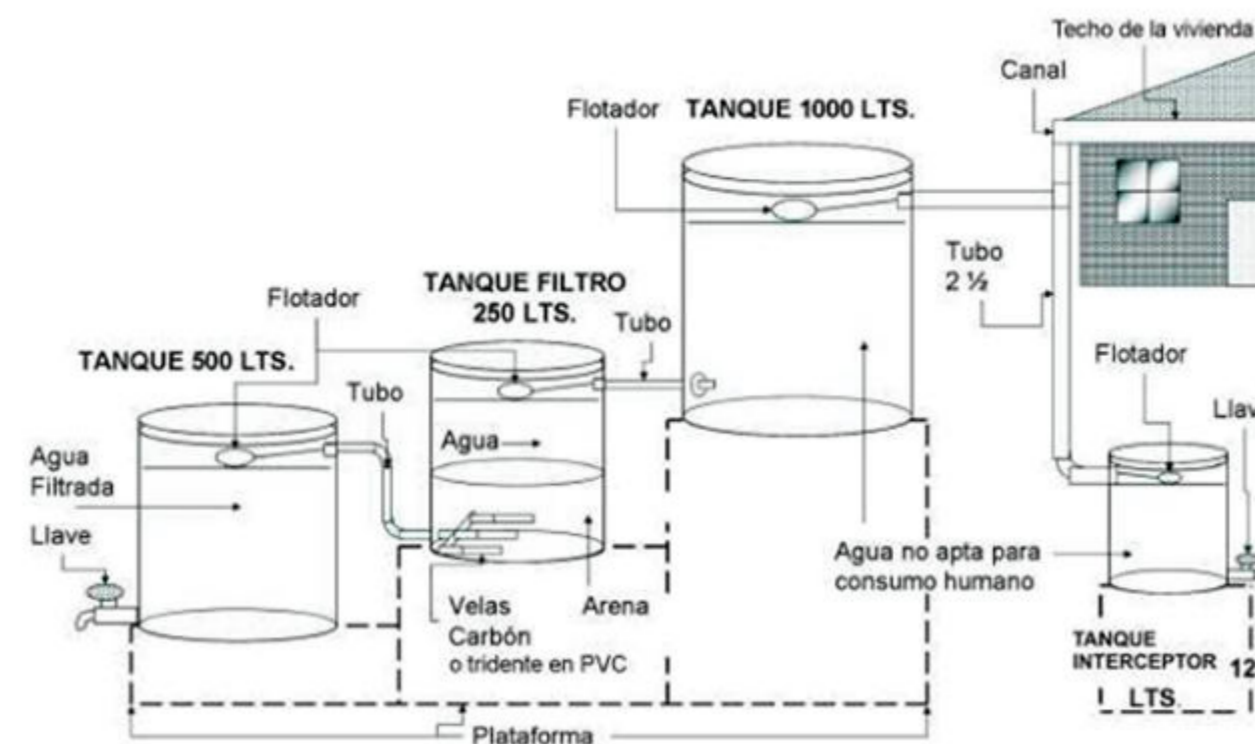 Techo de la vivienda
Canal
Flotador
TANQUE 1000 LTS.
Tubo
2 ½
TANQUE FILTRO
250 LTS.
Flotador
Tubo
TANQUE 500 LTS.
Tubo
Flotador
Agua
Agua
Filtrada
Llave
Agua no apta para
consumo humano
Velas
Carbón
o tridente en PVC
Arena
TANQUE
INTERCEPTOR 12
LTS.
Plataforma